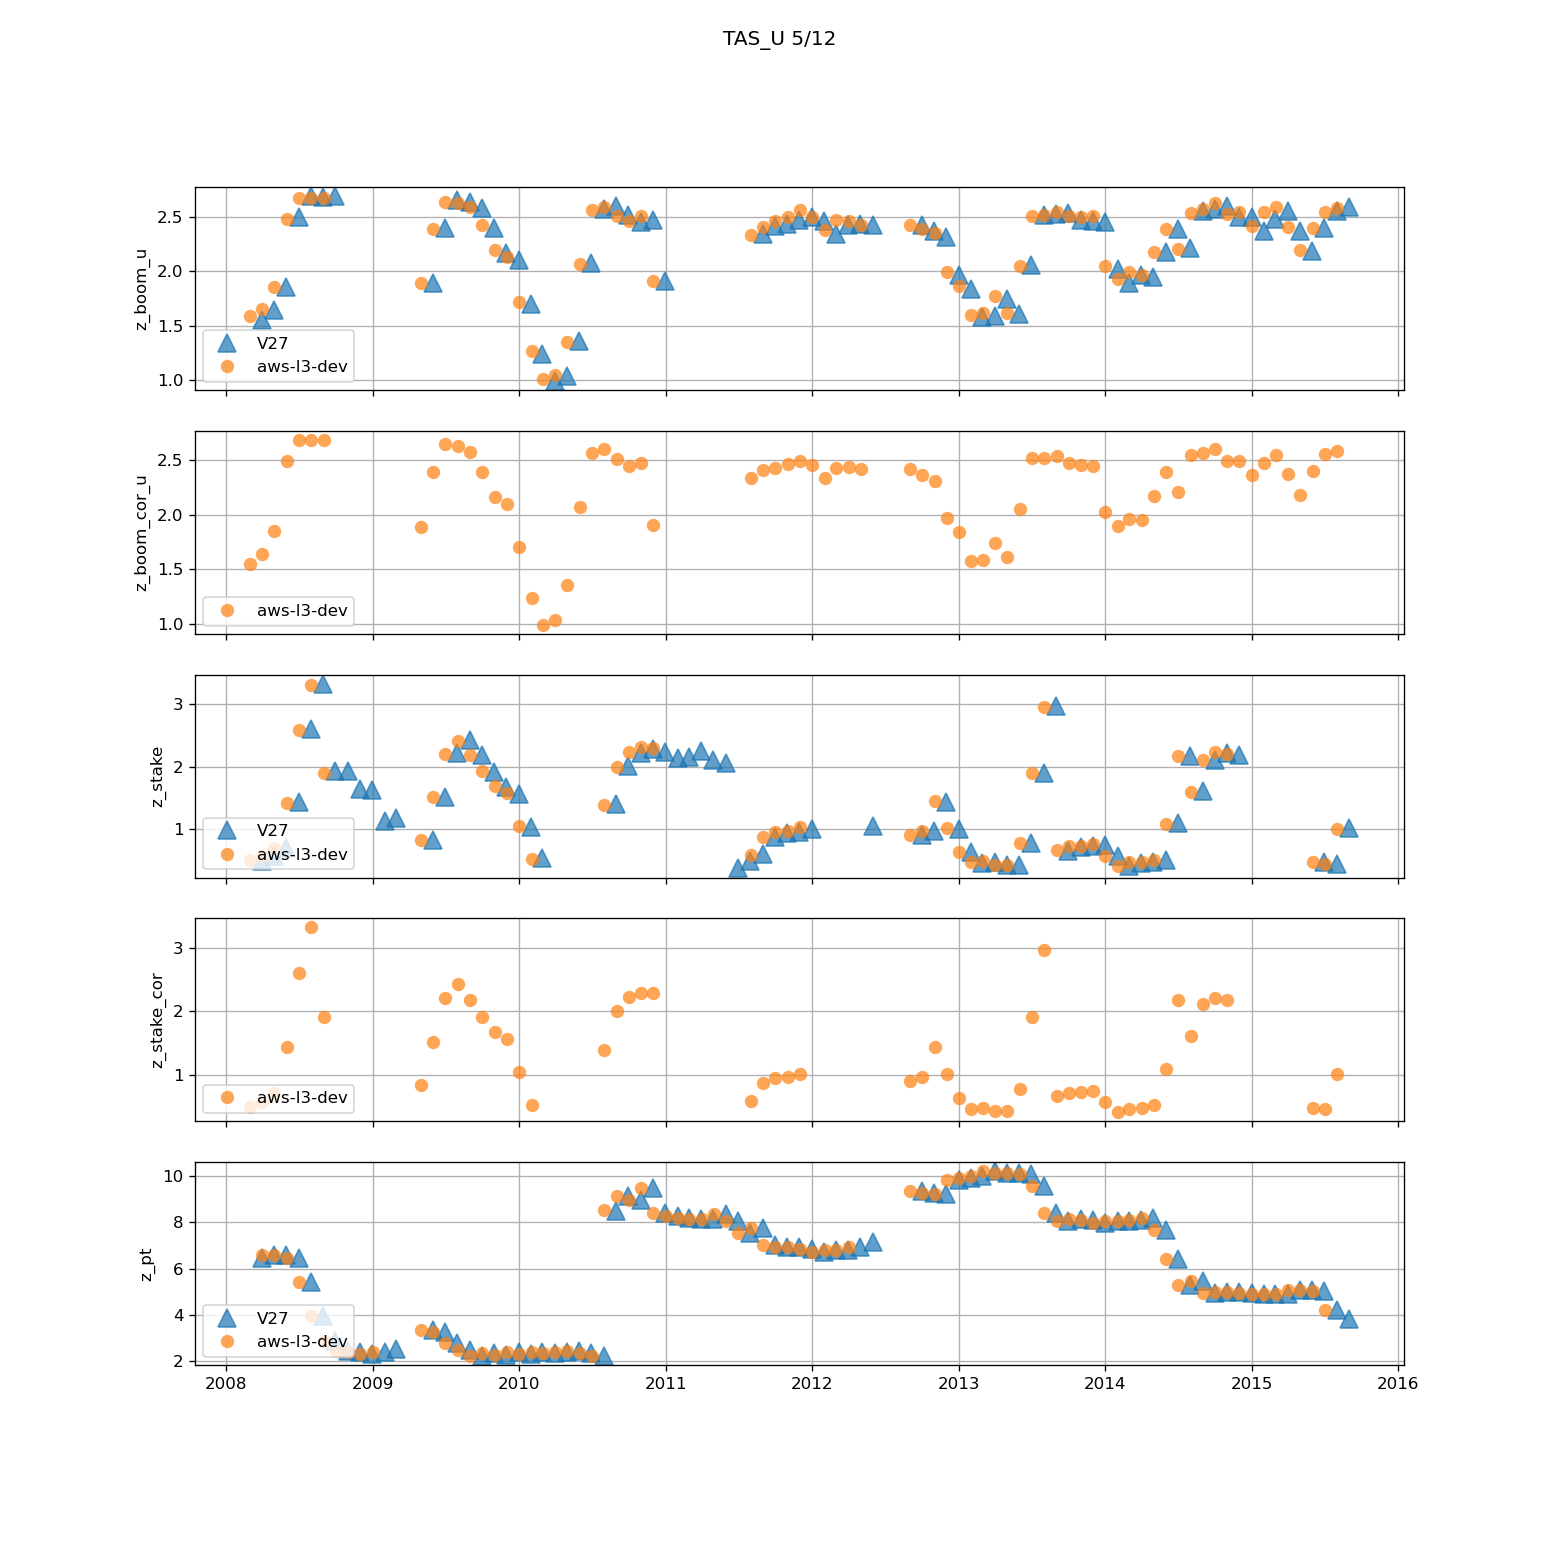 TAS_U 5/12
z_boom_u
2.5
2.0
1.5
1.0
V27
aws-l3-dev
z_boom_cor_u
2.5
2.0
1.5
1.0
aws-l3-dev
z_stake
3
2
1
V27
aws-l3-dev
z_stake_cor
3
2
1
aws-l3-dev
z_pt
10
8
6
4
2
V27
aws-l3-dev
2008 2009 2010 2011 2012 2013 2014 2015 2016